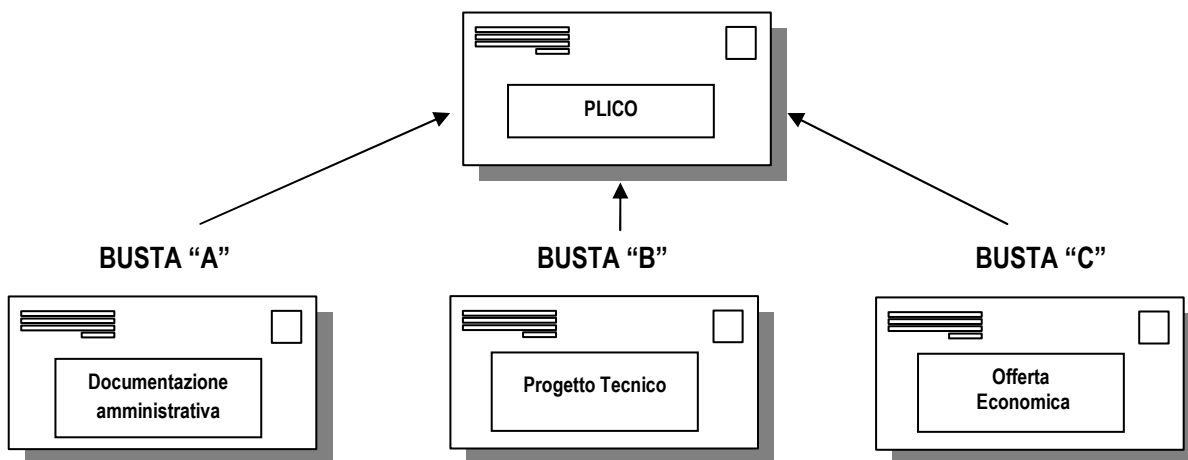 PLICO
BUSTA “A”
BUSTA “B”
BUSTA “C”
Documentazione
amministrativa
Progetto Tecnico
Offerta
Economica